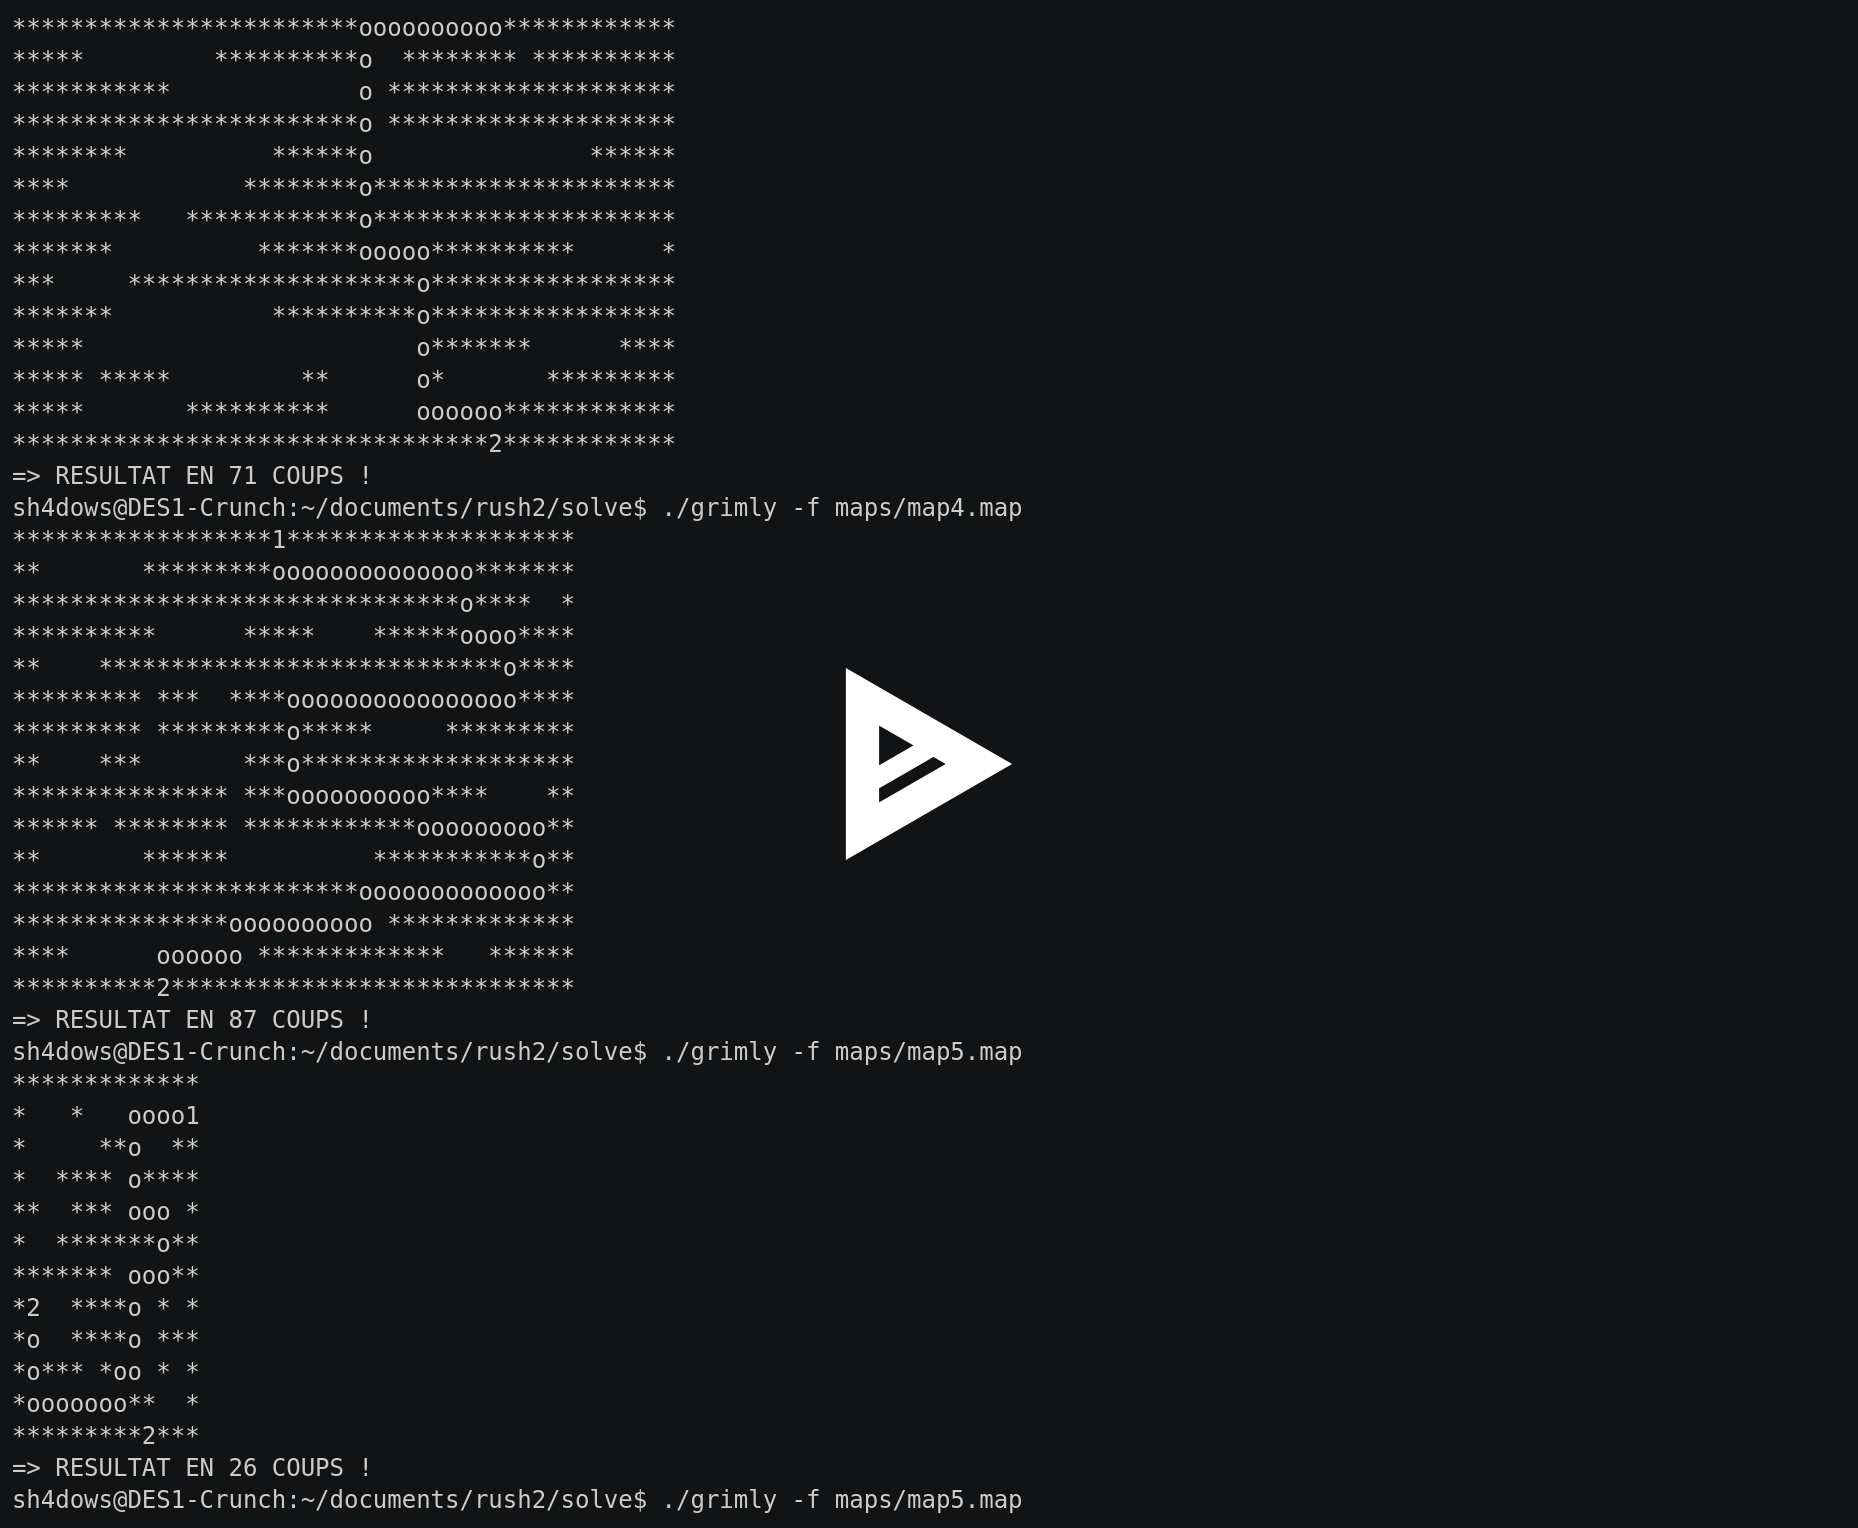 ************************oooooooooo************
*****         **********o  ******** **********
***********             o ********************
************************o ********************
********          ******o               ******
****            ********o*********************
*********   ************o*********************
*******          *******ooooo**********      *
***     ********************o*****************
*******           **********o*****************
*****                       o*******      ****
***** *****         **      o*       *********
*****       **********      oooooo************
*********************************2************
=> RESULTAT EN 71 COUPS !
sh4dows@DES1-Crunch:~/documents/rush2/solve$ ./grimly -f maps/map4.map
******************1********************
**       *********oooooooooooooo*******
*******************************o****  *
**********      *****    ******oooo****
**    ****************************o****
********* ***  ****oooooooooooooooo****
********* *********o*****     *********
**    ***       ***o*******************
*************** ***oooooooooo****    **
****** ******** ************ooooooooo**
**       ******          ***********o**
************************ooooooooooooo**
***************oooooooooo *************
****      oooooo *************   ******
**********2****************************
=> RESULTAT EN 87 COUPS !
sh4dows@DES1-Crunch:~/documents/rush2/solve$ ./grimly -f maps/map5.map
*************
*   *   oooo1
*     **o  **
*  **** o****
**  *** ooo *
*  *******o**
******* ooo**
*2  ****o * *
*o  ****o ***
*o*** *oo * *
*ooooooo**  *
*********2***
=> RESULTAT EN 26 COUPS !
sh4dows@DES1-Crunch:~/documents/rush2/solve$ ./grimly -f maps/map5.map